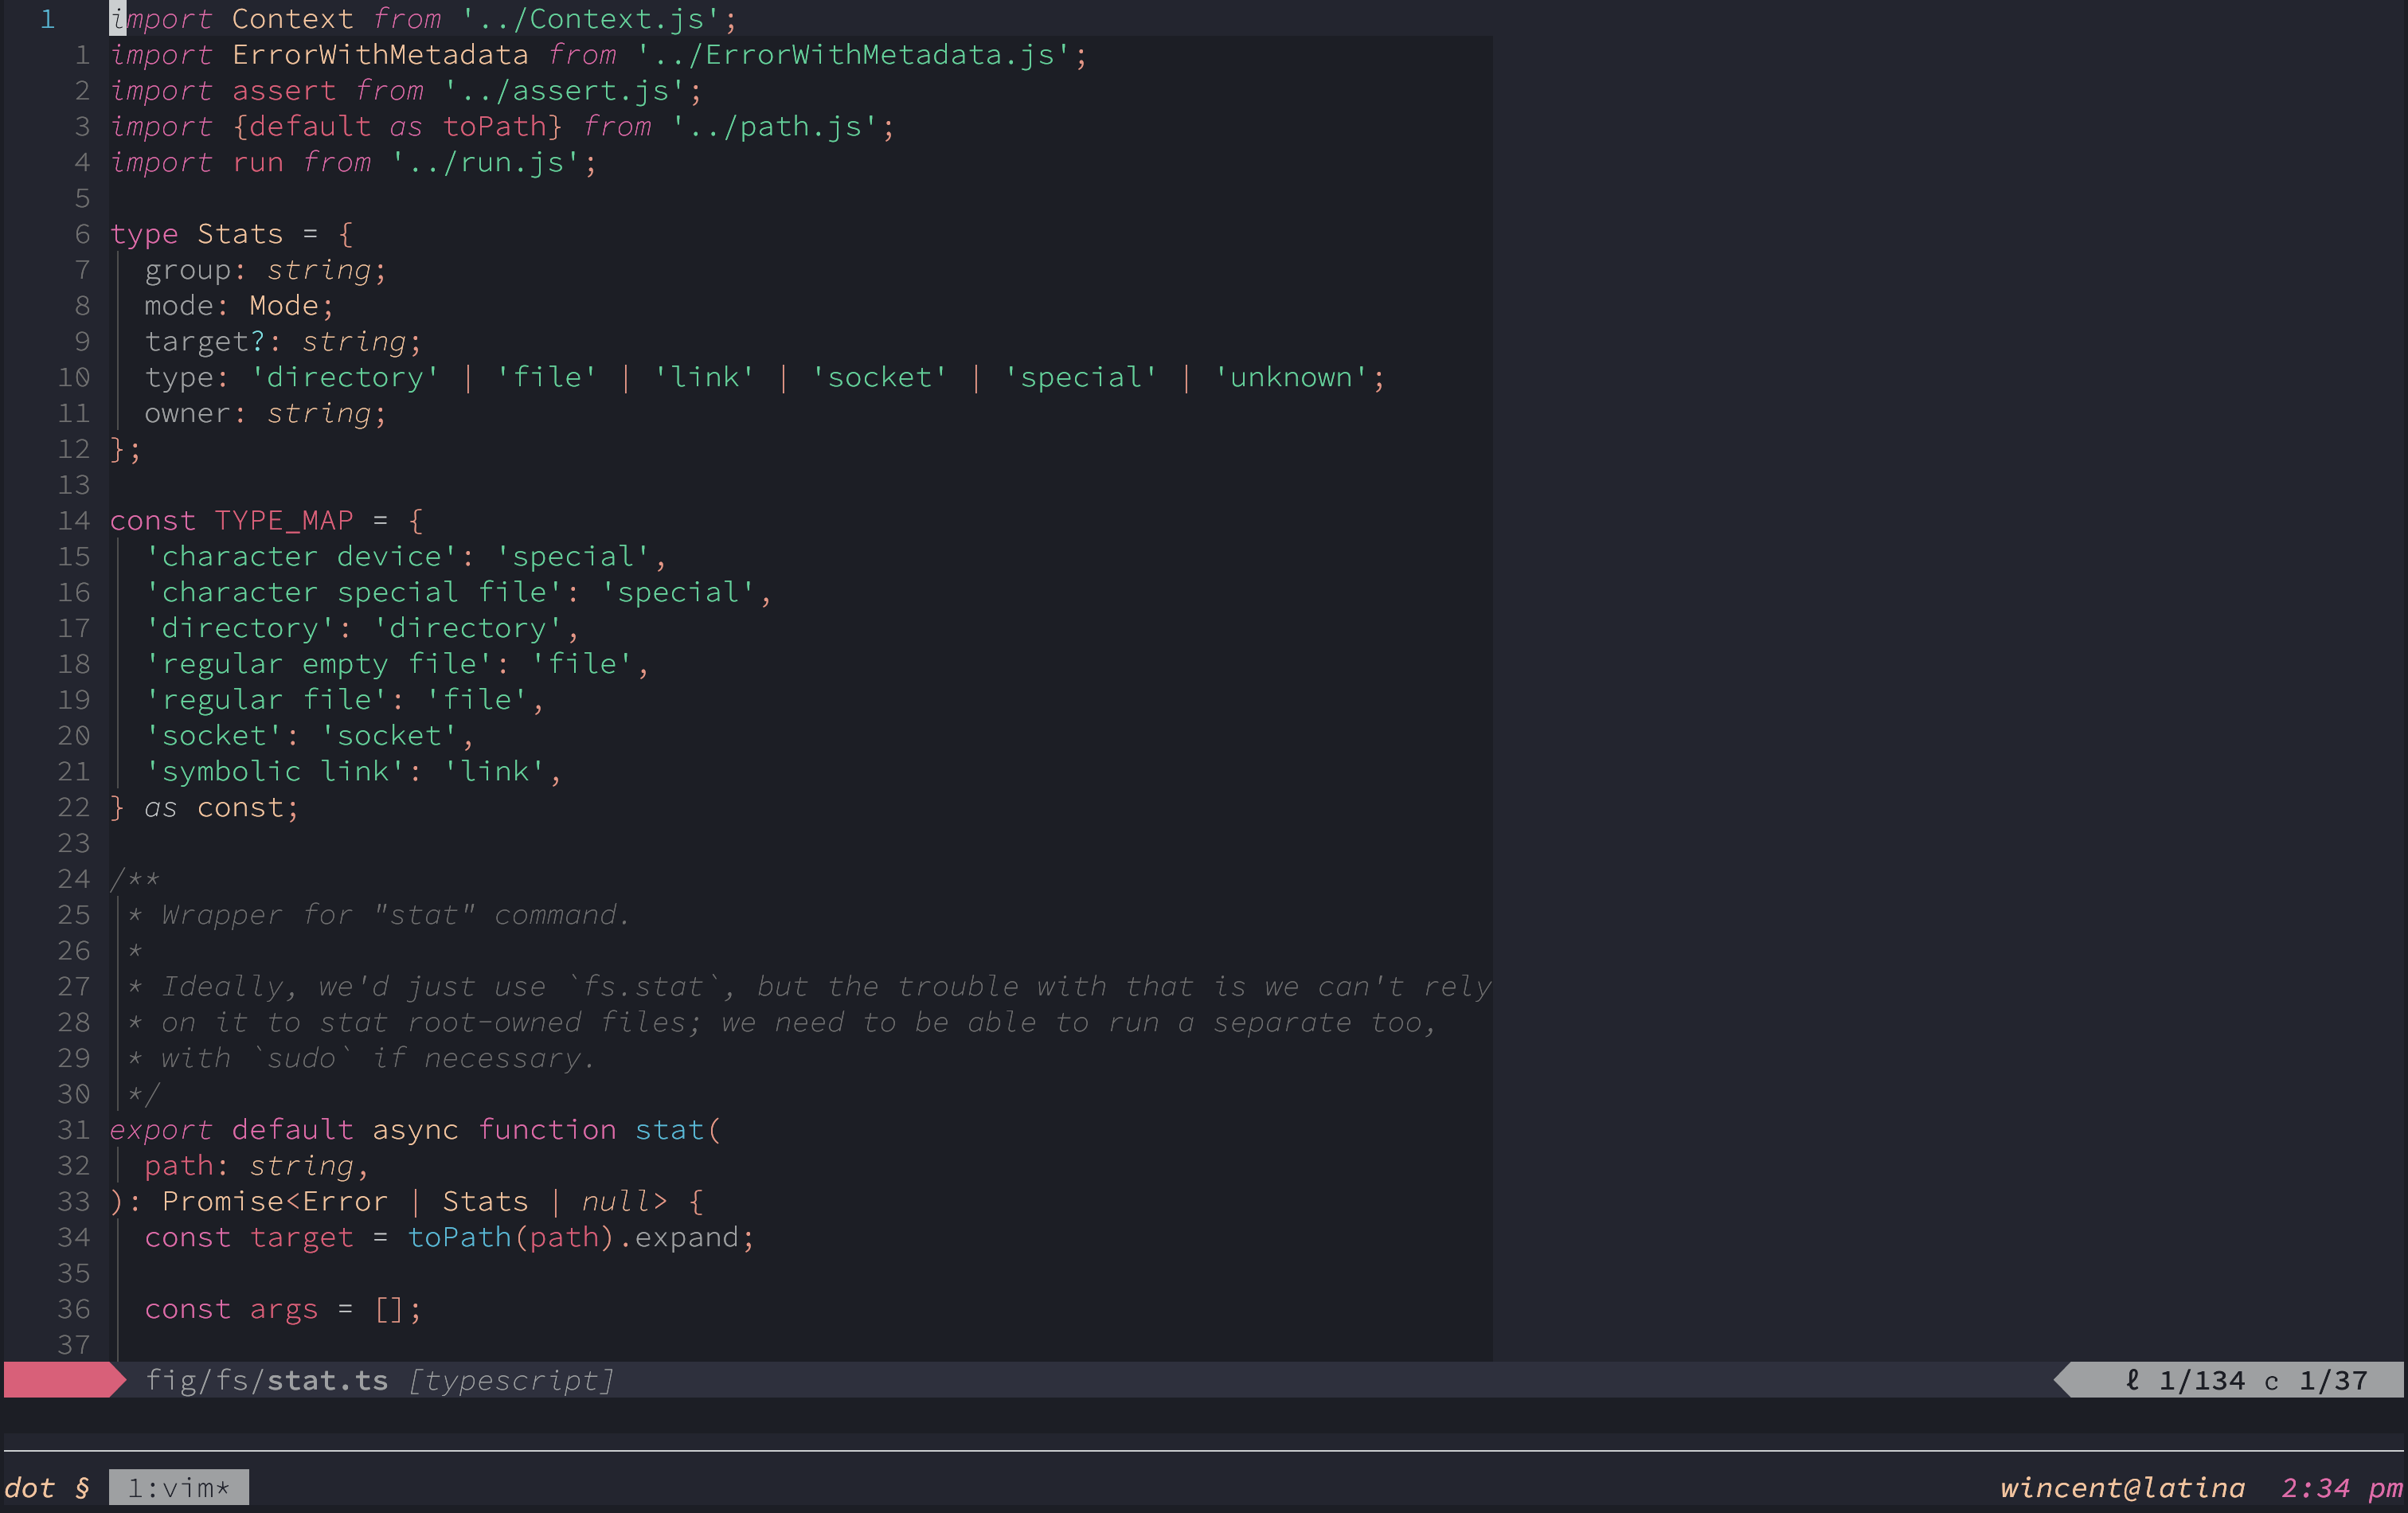 1 import Context from '../Context.js';
1 import ErrorWithMetadata from '../ErrorWithMetadata.js';
2 import assert from '../assert.js';
3 import {default as toPath} from '../path.js';
4 import run from '../run.js';
5
6 type Stats = {
7   group: string;
8   mode: Mode;
9   target?: string;
10   type: 'directory' | 'file' | 'link' | 'socket' | 'special' | 'unknown';
11   owner: string;
12 };
13
14 const TYPE_MAP = {
15   'character device': 'special',
16   'character special file': 'special',
17   'directory': 'directory',
18   'regular empty file': 'file',
19   'regular file': 'file',
20   'socket': 'socket',
21   'symbolic link': 'link',
22 } as const;
23
24 /**
25  * Wrapper for "stat" command.
26  *
27  * Ideally, we'd just use `fs.stat`, but the trouble with that is we can't rely
28  * on it to stat root-owned files; we need to be able to run a separate too,
29  * with `sudo` if necessary.
30  */
31 export default async function stat(
32   path: string,
33 ): Promise<Error | Stats | null> {
34   const target = toPath(path).expand;
35
36   const args = [];
37
fig/fs/stat.ts [typescript] ℓ 1/134 c 1/37
dot § 1:vim* wincent@latina 2:34 pm